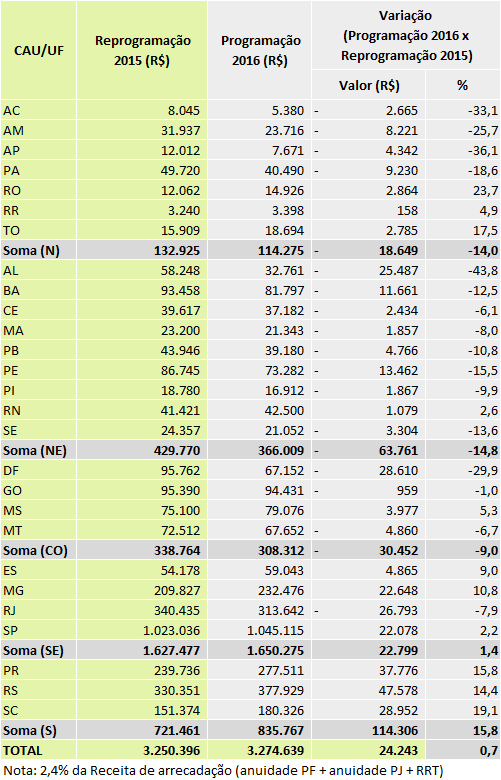 CAU/UF Reprogramação 2015 (R$) Programação 2016 (R$) Variação (Programação 2016 x Reprogramação 2015)
Valor (R$) %
AC 8.045 5.380 - 2.665 -33,1
AM 31.937 23.716 - 8.221 -25,7
AP 12.012 7.671 - 4.342 -36,1
PA 49.720 40.490 - 9.230 -18,6
RO 12.062 14.926 2.864 23,7
RR 3.240 3.398 158 4,9
TO 15.909 18.694 2.785 17,5
Soma (N) 132.925 114.275 - 18.649 -14,0
AL 58.248 32.761 - 25.487 -43,8
BA 93.458 81.797 - 11.661 -12,5
CE 39.617 37.182 - 2.434 -6,1
MA 23.200 21.343 - 1.857 -8,0
PB 43.946 39.180 - 4.766 -10,8
PE 86.745 73.282 - 13.462 -15,5
PI 18.780 16.912 - 1.867 -9,9
RN 41.421 42.500 1.079 2,6
SE 24.357 21.052 - 3.304 -13,6
Soma (NE) 429.770 366.009 - 63.761 -14,8
DF 95.762 67.152 - 28.610 -29,9
GO 95.390 94.431 - 959 -1,0
MS 75.100 79.076 3.977 5,3
MT 72.512 67.652 - 4.860 -6,7
Soma (CO) 338.764 308.312 - 30.452 -9,0
ES 54.178 59.043 4.865 9,0
MG 209.827 232.476 22.648 10,8
RJ 340.435 313.642 - 26.793 -7,9
SP 1.023.036 1.045.115 22.078 2,2
Soma (SE) 1.627.477 1.650.275 22.799 1,4
PR 239.736 277.511 37.776 15,8
RS 330.351 377.929 47.578 14,4
SC 151.374 180.326 28.952 19,1
Soma (S) 721.461 835.767 114.306 15,8
TOTAL 3.250.396 3.274.639 24.243 0,7
Nota: 2,4% da Receita de arrecadação (anuidade PF + anuidade PJ + RRT)